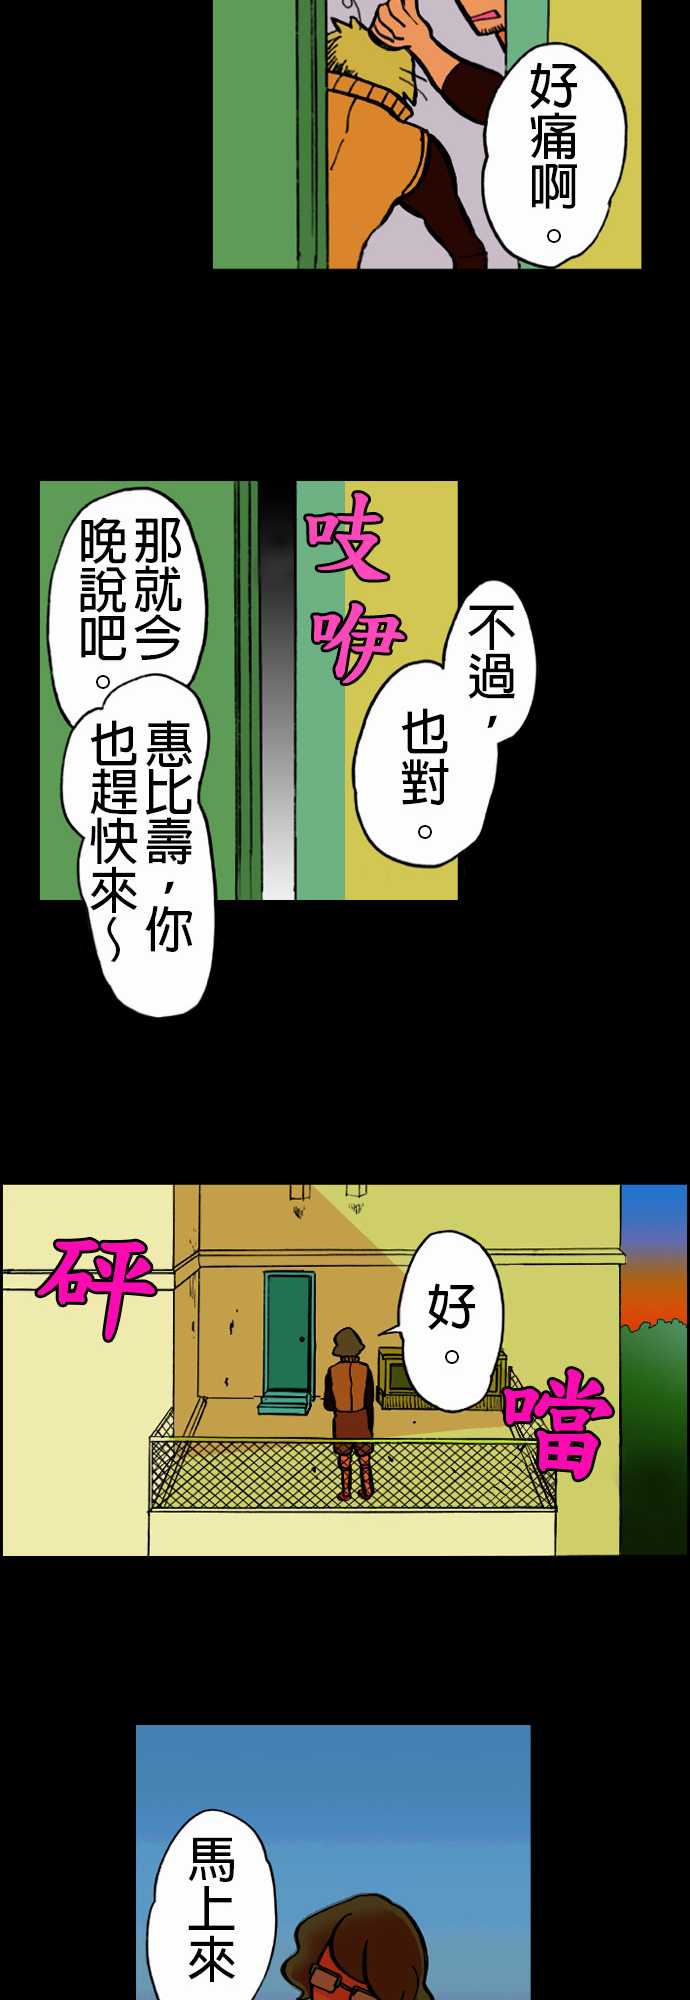 好痛啊。
吱咿
不過，
也對。
那就今
晚說吧。
惠比壽，你
也趕快來～
砰
好。
噹
馬上來